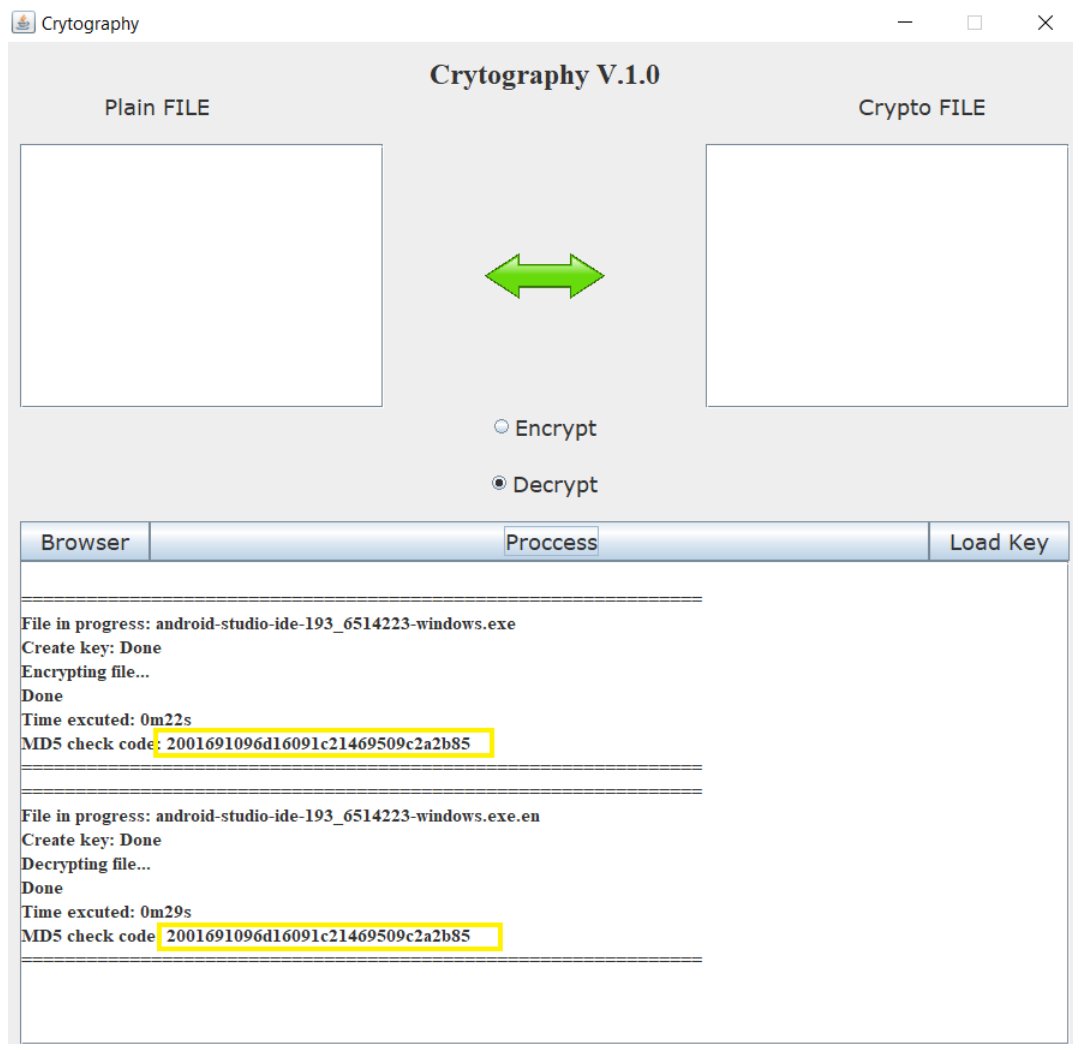 Crytography
Crytography V.1.0
Plain FILE
Crypto FILE
Encrypt
Decrypt
Browser
Proccess
Load Key
==============================================================
File in progress: android-studio-ide-193_6514223-windows.exe
Create key: Done
Encrypting file...
Done
Time excuted: 0m22s
MD5 check code: 2001691096d16091c21469509c2a2b85
==============================================================
==============================================================
File in progress: android-studio-ide-193_6514223-windows.exe.en
Create key: Done
Decrypting file...
Done
Time excuted: 0m29s
MD5 check code 2001691096d16091c21469509c2a2b85
==============================================================